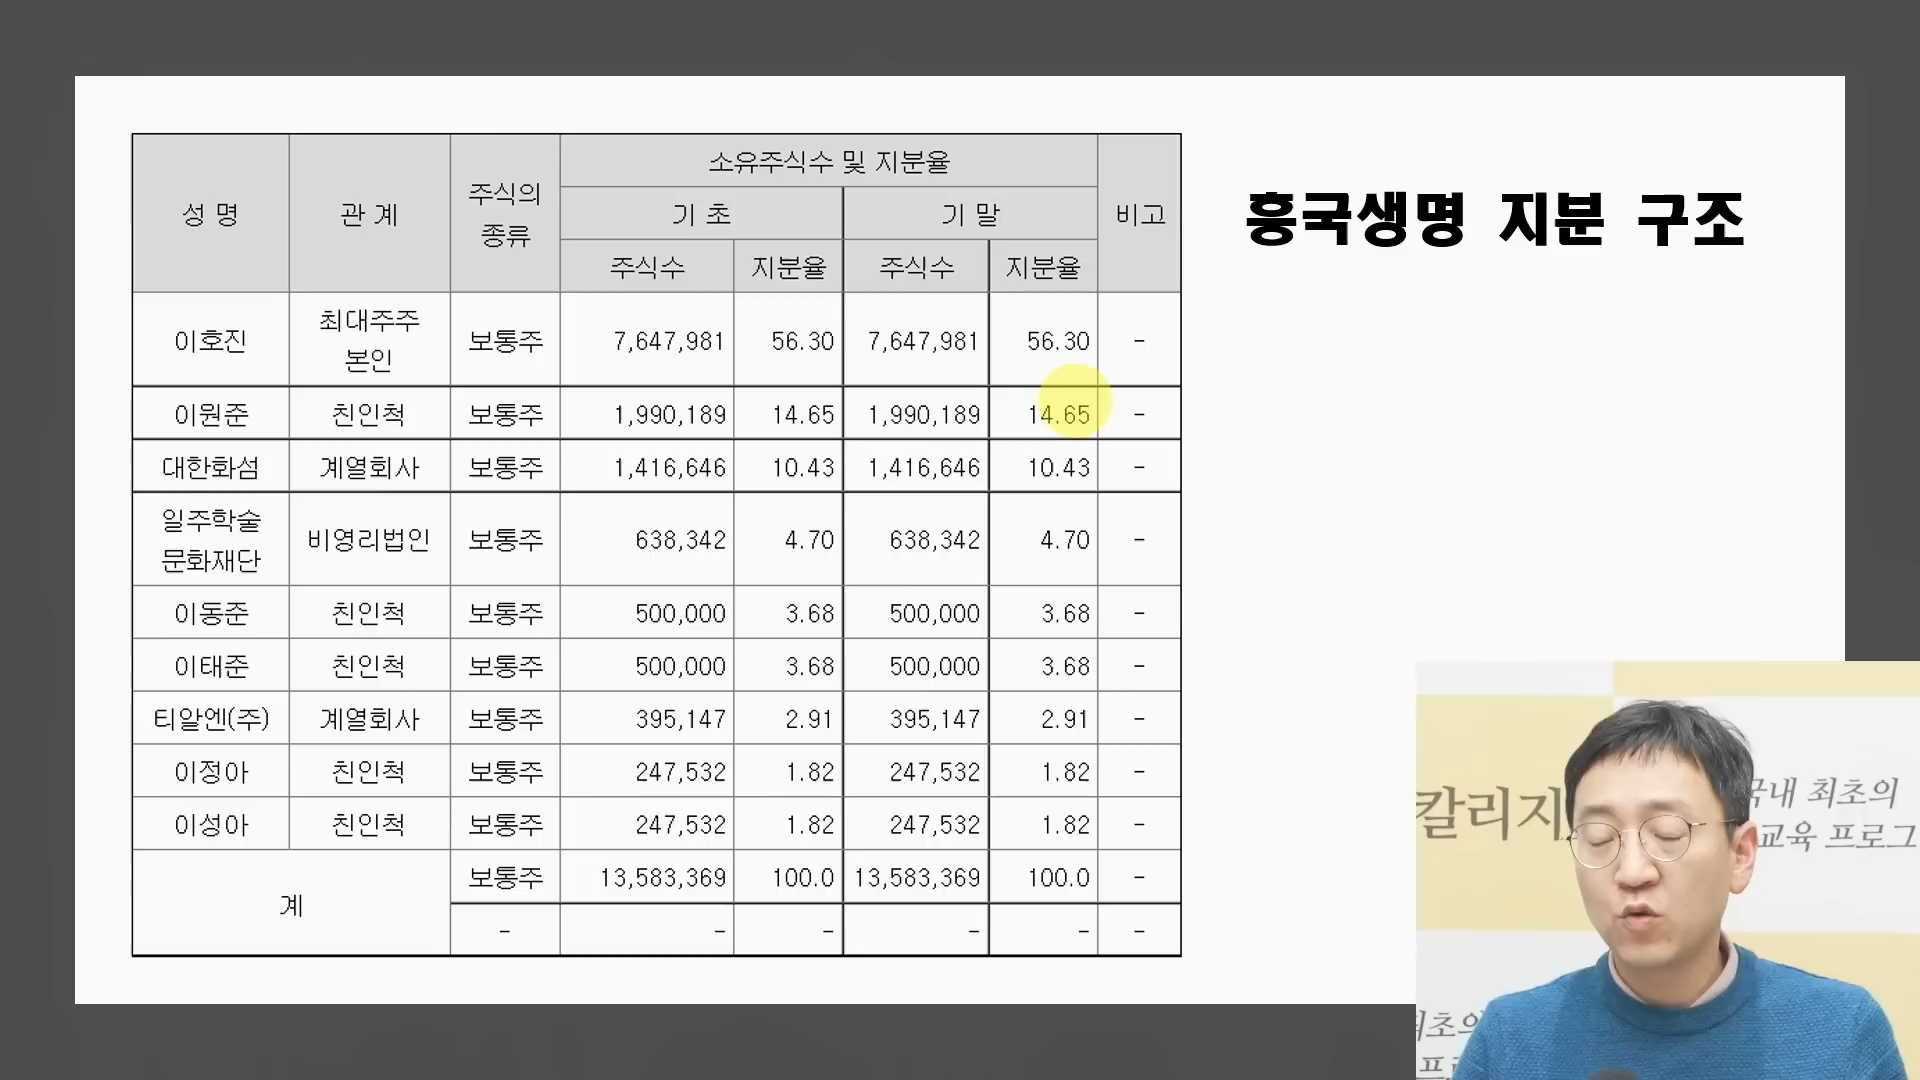 흥국생명 지분 구조
성 명 관 계 주식의 종류 소유주식수 및 지분율 비고
기 초 기 말
주식수 지분율 주식수 지분율
이호진 최대주주 본인 보통주 7,647,981 56.30 7,647,981 56.30 -
이원준 친인척 보통주 1,990,189 14.65 1,990,189 14.65 -
대한화섬 계열회사 보통주 1,416,646 10.43 1,416,646 10.43 -
일주학술 문화재단 비영리법인 보통주 638,342 4.70 638,342 4.70 -
이동준 친인척 보통주 500,000 3.68 500,000 3.68 -
이태준 친인척 보통주 500,000 3.68 500,000 3.68 -
티알엔(주) 계열회사 보통주 395,147 2.91 395,147 2.91 -
이정아 친인척 보통주 247,532 1.82 247,532 1.82 -
이성아 친인척 보통주 247,532 1.82 247,532 1.82 -
계 보통주 13,583,369 100.0 13,583,369 100.0 -
- - - - - -
칼리지
국내 최초의
교육 프로그
최초의